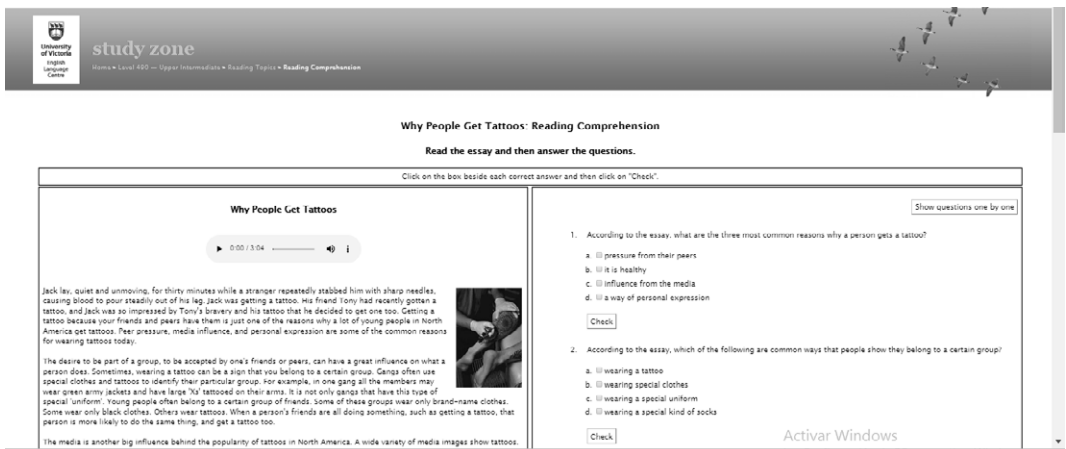 University
of Victoria
English
Language
Centre
study zone
Home ▸ Level 490 — Upper Intermediate ▸ Reading Topics ▸ Reading Comprehension
Why People Get Tattoos: Reading Comprehension
Read the essay and then answer the questions.
Click on the box beside each correct answer and then click on "Check".
Why People Get Tattoos
0:00 / 3:04
Jack lay, quiet and unmoving, for thirty minutes while a stranger repeatedly stabbed him with sharp needles,
causing blood to pour steadily out of his leg. Jack was getting a tattoo. His friend Tony had recently gotten a
tattoo, and Jack was so impressed by Tony's bravery and his tattoo that he decided to get one too. Getting a
tattoo because your friends and peers have them is just one of the reasons why a lot of young people in North
America get tattoos. Peer pressure, media influence, and personal expression are some of the common reasons
for wearing tattoos today.
The desire to be part of a group, to be accepted by one's friends or peers, can have a great influence on what a
person does. Sometimes, wearing a tattoo can be a sign that you belong to a certain group. Gangs often use
special clothes and tattoos to identify their particular group. For example, in one gang all the members may
wear green army jackets and have large 'Xs' tattooed on their arms. It is not only gangs that have this type of
special 'uniform'. Young people often belong to a certain group of friends. Some of these groups wear only brand-name clothes.
Some wear only black clothes. Others wear tattoos. When a person's friends are all doing something, such as getting a tattoo, that
person is more likely to do the same thing, and get a tattoo too.
The media is another big influence behind the popularity of tattoos in North America. A wide variety of media images show tattoos.
Show questions one by one
1. According to the essay, what are the three most common reasons why a person gets a tattoo?
a. pressure from their peers
b. it is healthy
c. influence from the media
d. a way of personal expression
Check
2. According to the essay, which of the following are common ways that people show they belong to a certain group?
a. wearing a tattoo
b. wearing special clothes
c. wearing a special uniform
d. wearing a special kind of socks
Check
Activar Windows